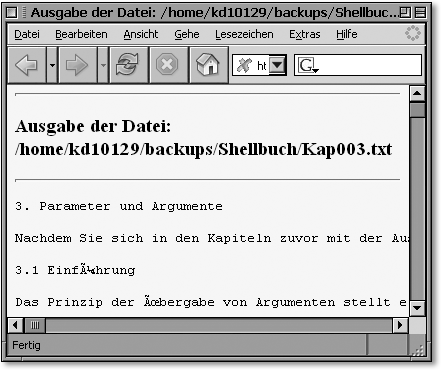 Ausgabe der Datei: /home/kd10129/backups/Shellbuc...
Datei Bearbeiten Ansicht Gehe Lesezeichen Extras Hilfe
ht G
Ausgabe der Datei:
/home/kd10129/backups/Shellbuch/Kap003.txt
3. Parameter und Argumente
Nachdem Sie sich in den Kapiteln zuvor mit der Aus
3.1 EinfÃ¼hrung
Das Prinzip der Ãœbergabe von Argumenten stellt e
Fertig